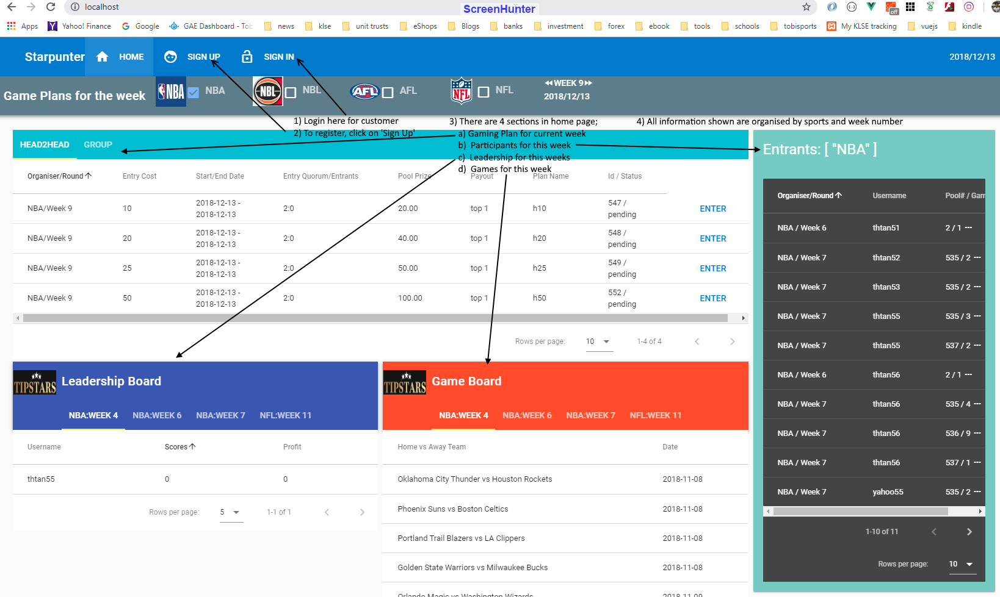 localhost
ScreenHunter
off
Apps
Yahoo! Finance
Google
GAE Dashboard - Tob
news
klse
unit trusts
eShops
Blogs
banks
investment
forex
ebook
tools
schools
tobisports
My KLSE tracking
vuejs
kindle
Starpunter
HOME
SIGN UP
SIGN IN
2018/12/13
Game Plans for the week
NBA
NBA
NBL
NBL
AFL
AFL
NFL
NFL
WEEK 9
2018/12/13
1) Login here for customer
2) To register, click on 'Sign Up'
3) There are 4 sections in home page;
a) Gaming Plan for current week
b) Participants for this week
c) Leadership for this weeks
d) Games for this week
4) All information shown are organised by sports and week number
HEAD2HEAD GROUP
Organiser/Round Entry Cost Start/End Date Entry Quorum/Entrants Pool Prize Payout Plan Name Id / Status
NBA/Week 9 10 2018-12-13 - 2:0 20.00 top 1 h10 547 / ENTER
2018-12-13 pending
NBA/Week 9 20 2018-12-13 - 2:0 40.00 top 1 h20 548 / ENTER
2018-12-13 pending
NBA/Week 9 25 2018-12-13 - 2:0 50.00 top 1 h25 549 / ENTER
2018-12-13 pending
NBA/Week 9 50 2018-12-13 - 2:0 100.00 top 1 h50 552 / ENTER
2018-12-13 pending
Rows per page: 10 1-4 of 4
TIPSTARS
Leadership Board
NBA:WEEK 4 NBA:WEEK 6 NBA:WEEK 7 NFL:WEEK 11
Username Scores Profit
thtan55 0 0
Rows per page: 5 1-1 of 1
TIPSTARS
Game Board
NBA:WEEK 4 NBA:WEEK 6 NBA:WEEK 7 NFL:WEEK 11
Home vs Away Team Date
Oklahoma City Thunder vs Houston Rockets 2018-11-08
Phoenix Suns vs Boston Celtics 2018-11-08
Portland Trail Blazers vs LA Clippers 2018-11-08
Golden State Warriors vs Milwaukee Bucks 2018-11-08
Orlando Magic vs Washington Wizards 2018-11-09
Entrants: [ "NBA" ]
Organiser/Round Username Pool# / Gam
NBA / Week 6 thtan51 2 / 1 ---
NBA / Week 7 thtan52 535 / 2 ---
NBA / Week 7 thtan53 535 / 2 ---
NBA / Week 7 thtan55 535 / 3 ---
NBA / Week 7 thtan55 537 / 2 ---
NBA / Week 6 thtan56 2 / 1 ---
NBA / Week 7 thtan56 535 / 4 ---
NBA / Week 7 thtan56 536 / 9 ---
NBA / Week 7 thtan56 537 / 1 ---
NBA / Week 7 yahoo55 535 / 2 ---
1-10 of 11
Rows per page: 10